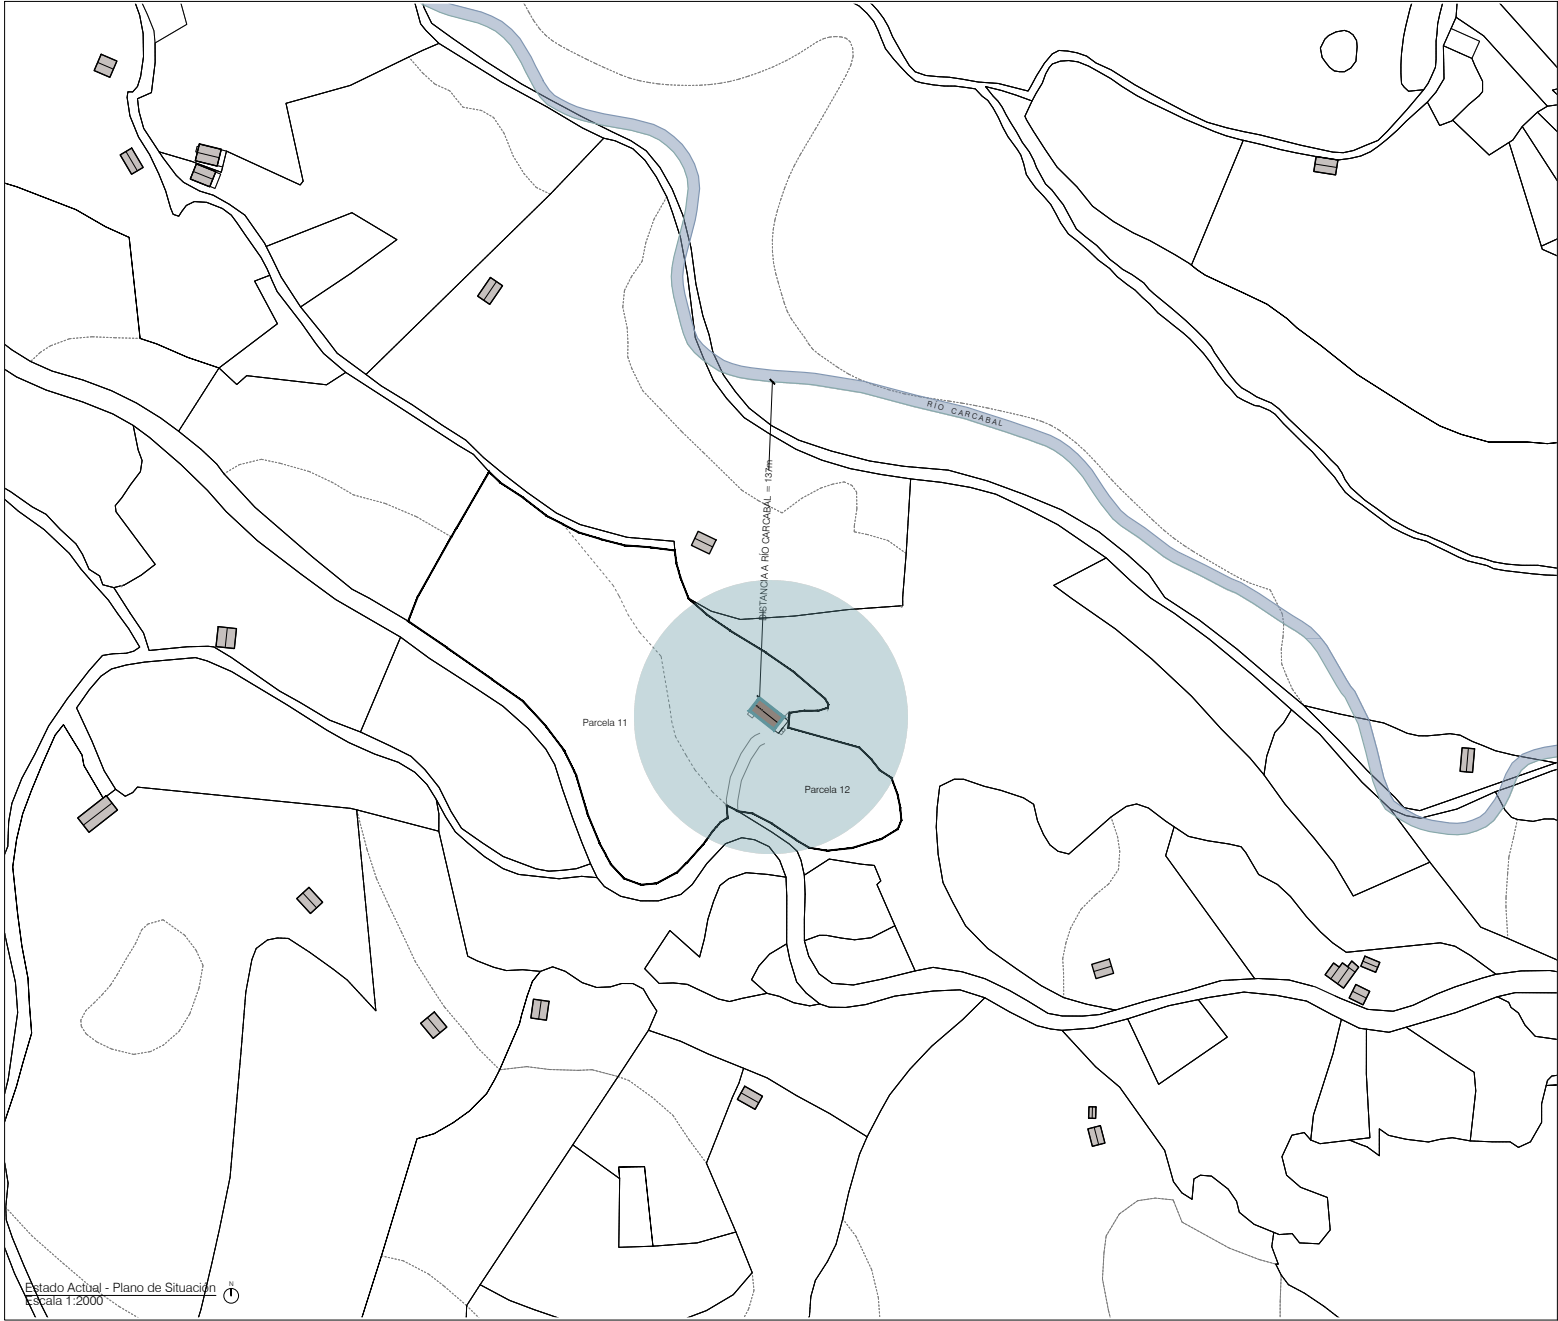 RÍO CARCABAL
DISTANCIA A RÍO CARCABAL = 137m
Parcela 11
Parcela 12
Estado Actual - Plano de Situación
Escala 1:2000
N